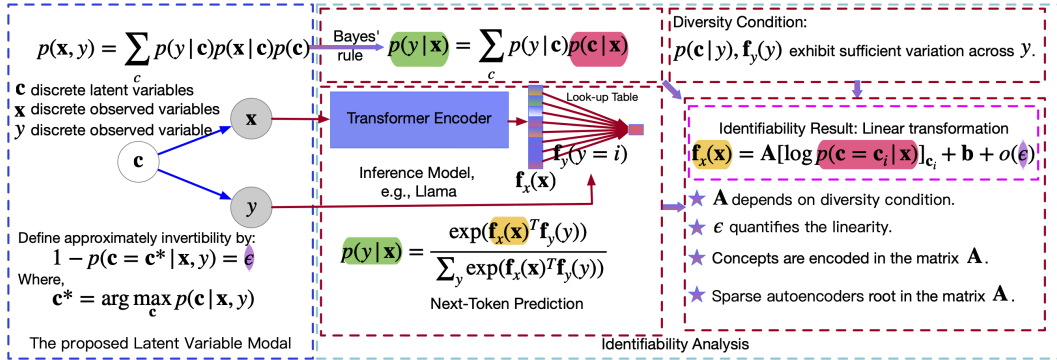 p(x, y) = ∑_c p(y | c)p(x | c)p(c)
c discrete latent variables
x discrete observed variables
y discrete observed variable
x
c
y
Define approximately invertibility by:
1 − p(c = c* | x, y) = ϵ
Where,
c* = arg max_c p(c | x, y)
The proposed Latent Variable Modal
Bayes'
rule
p(y | x) = ∑_c p(y | c)p(c | x)
Transformer Encoder
Look-up Table
f_y(y = i)
f_x(x)
Inference Model,
e.g., Llama
p(y | x) = exp(f_x(x)^T f_y(y)) / ∑_y exp(f_x(x)^T f_y(y))
Next-Token Prediction
Diversity Condition:
p(c | y), f_y(y) exhibit sufficient variation across y.
Identifiability Result: Linear transformation
f_x(x) = A[log p(c = c_i | x)]_{c_i} + b + o(ϵ)
A depends on diversity condition.
ϵ quantifies the linearity.
Concepts are encoded in the matrix A.
Sparse autoencoders root in the matrix A.
Identifiability Analysis